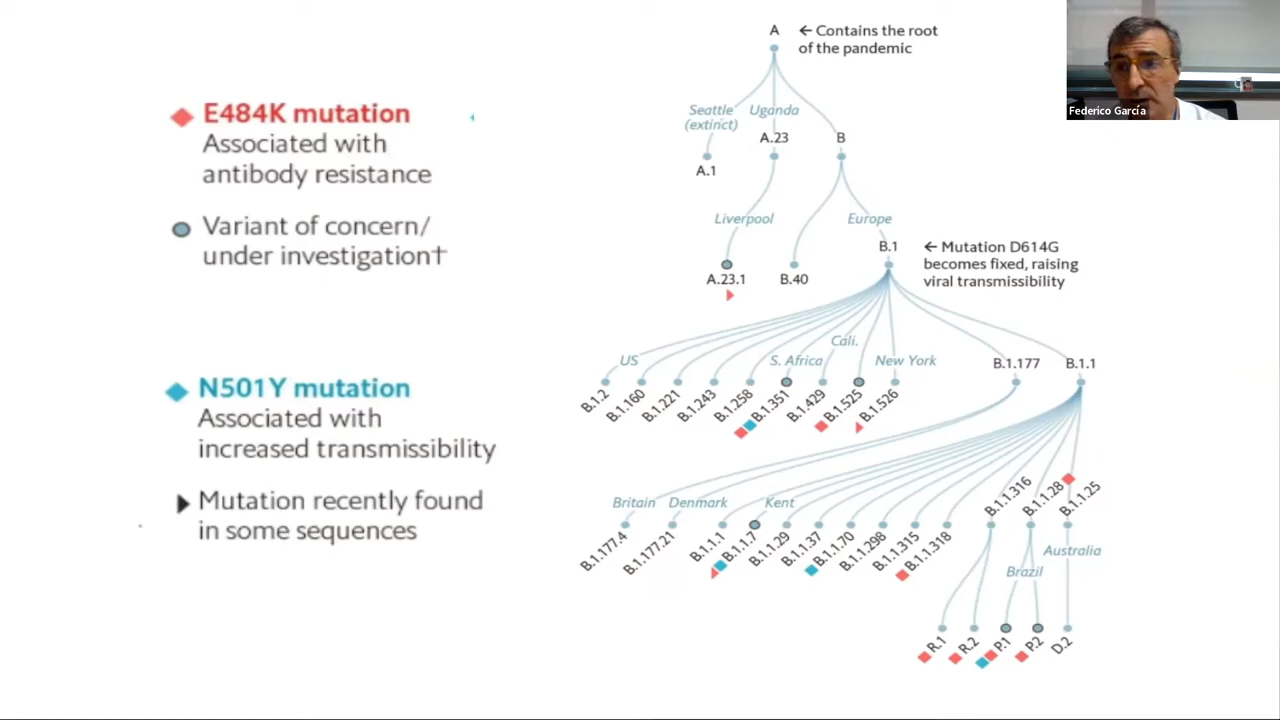 E484K mutation
Associated with
antibody resistance
Variant of concern/
under investigation†
N501Y mutation
Associated with
increased transmissibility
Mutation recently found
in some sequences
A
← Contains the root
of the pandemic
Seattle
(extinct)
Uganda
A.23
B
A.1
Liverpool
Europe
B.1
← Mutation D614G
becomes fixed, raising
viral transmissibility
A.23.1
B.40
US
S. Africa
Cali.
New York
B.1.177
B.1.1
B.1.2
B.1.160
B.1.221
B.1.243
B.1.258
B.1.351
B.1.429
B.1.525
B.1.526
Britain
Denmark
Kent
B.1.1.316
B.1.1.28
B.1.1.25
B.1.177.4
B.1.177.21
B.1.1.1
B.1.1.7
B.1.1.29
B.1.1.37
B.1.1.70
B.1.1.298
B.1.1.315
B.1.1.318
Australia
Brazil
R.1
R.2
P.1
P.2
D.2
Federico García